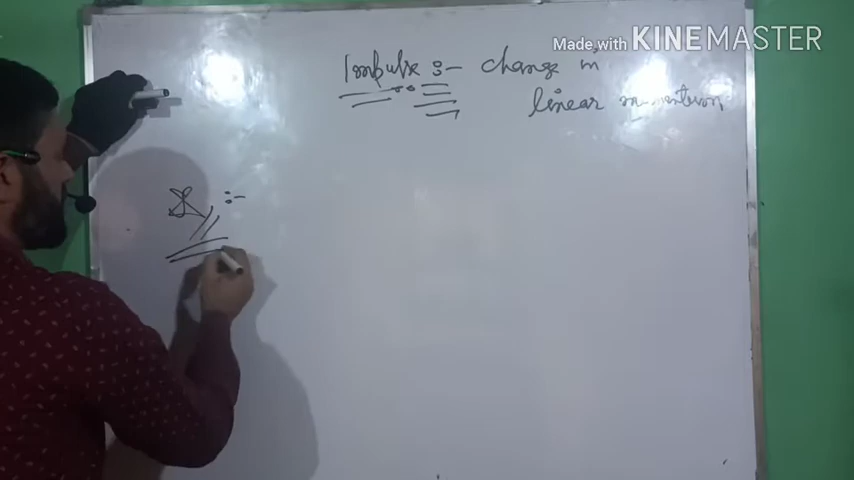 Made with KINEMASTER
Impulse :- change in
linear momentum
:-